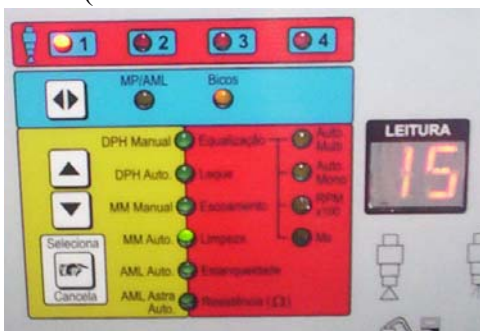 1 2 3 4
MP/AML Bicos
DPH Manual Equalização Auto. Multi
DPH Auto. Leque Auto. Mono
MM Manual Escoamento RPM x100
MM Auto. Limpeza Ms
AML Auto. Estanqueidade
AML Astra Auto. Resistência (Ω)
Seleciona
Cancela
LEITURA
15